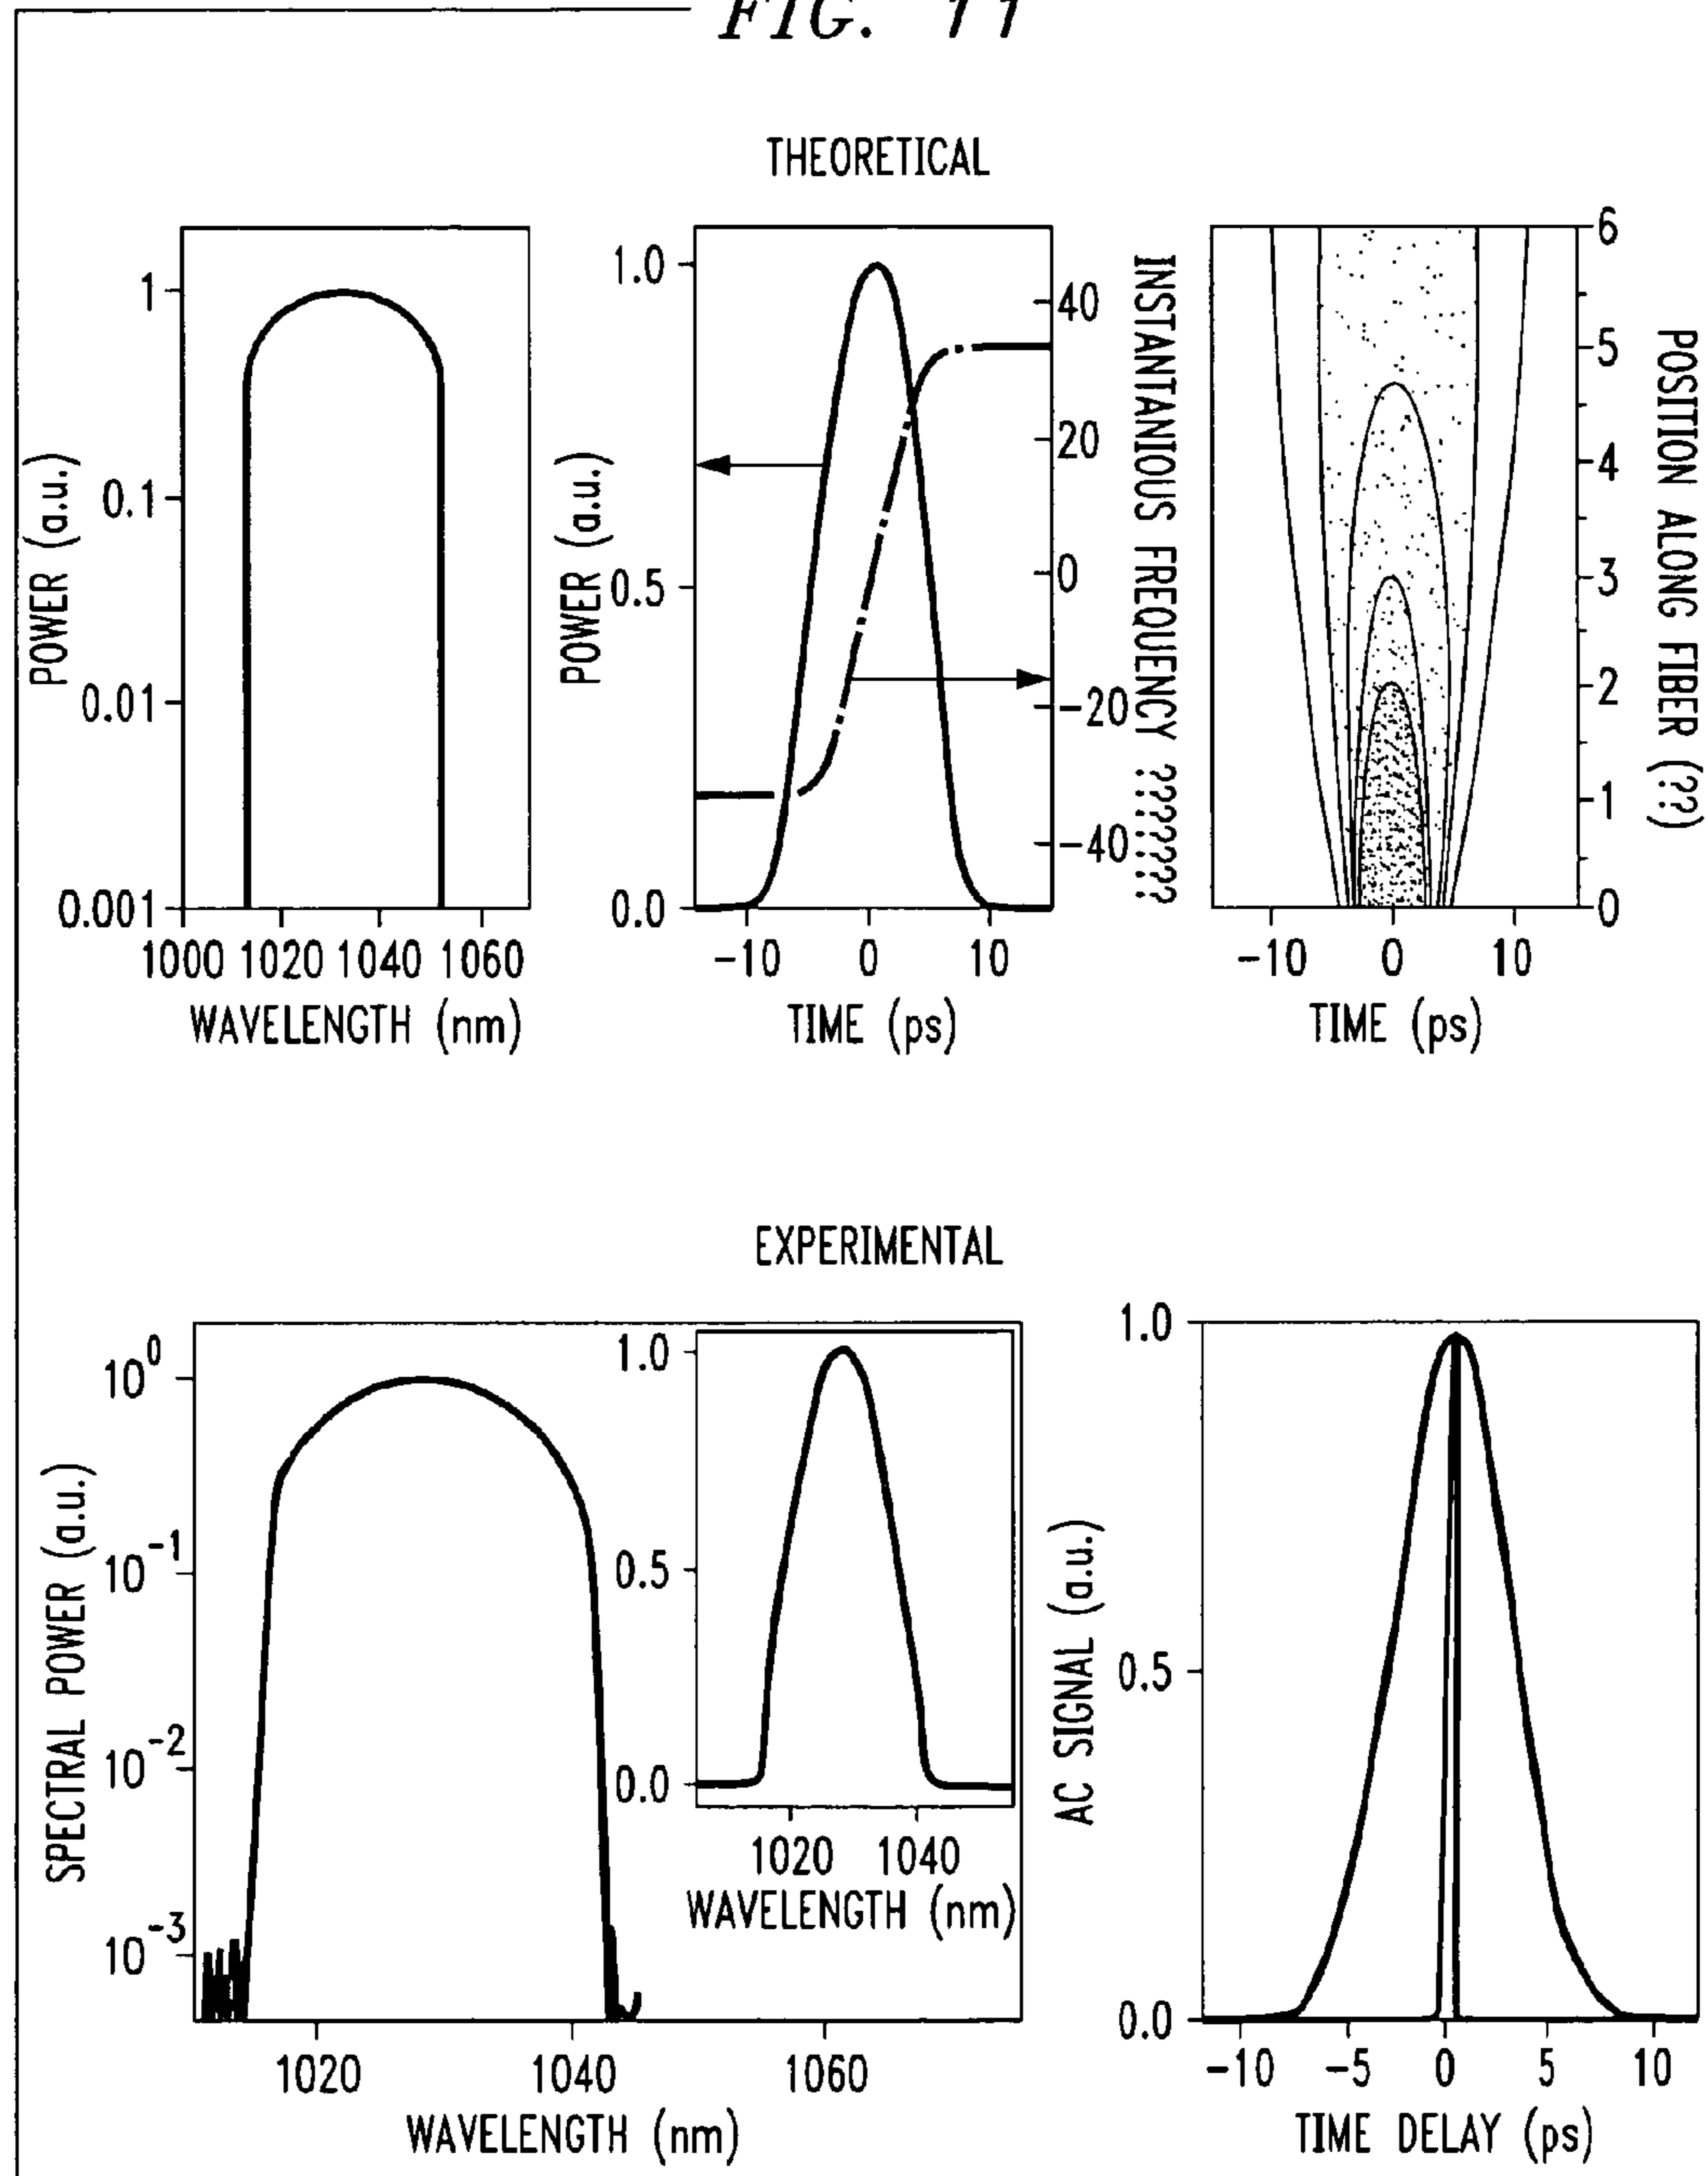 FIG. 11
THEORETICAL
POWER (a.u.)
1
0.1
0.01
0.001
1000 1020 1040 1060
WAVELENGTH (nm)
POWER (a.u.)
1.0
0.5
0.0
-10 0 10
TIME (ps)
40
20
0
-20
-40
INSTANTANIOUS FREQUENCY ????????
-10 0 10
TIME (ps)
6
5
4
3
2
1
0
POSITION ALONG FIBER (??)
EXPERIMENTAL
SPECTRAL POWER (a.u.)
10⁰
10⁻¹
10⁻²
10⁻³
1020 1040 1060
WAVELENGTH (nm)
1.0
0.5
0.0
1020 1040
WAVELENGTH (nm)
AC SIGNAL (a.u.)
1.0
0.5
0.0
-10 -5 0 5 10
TIME DELAY (ps)